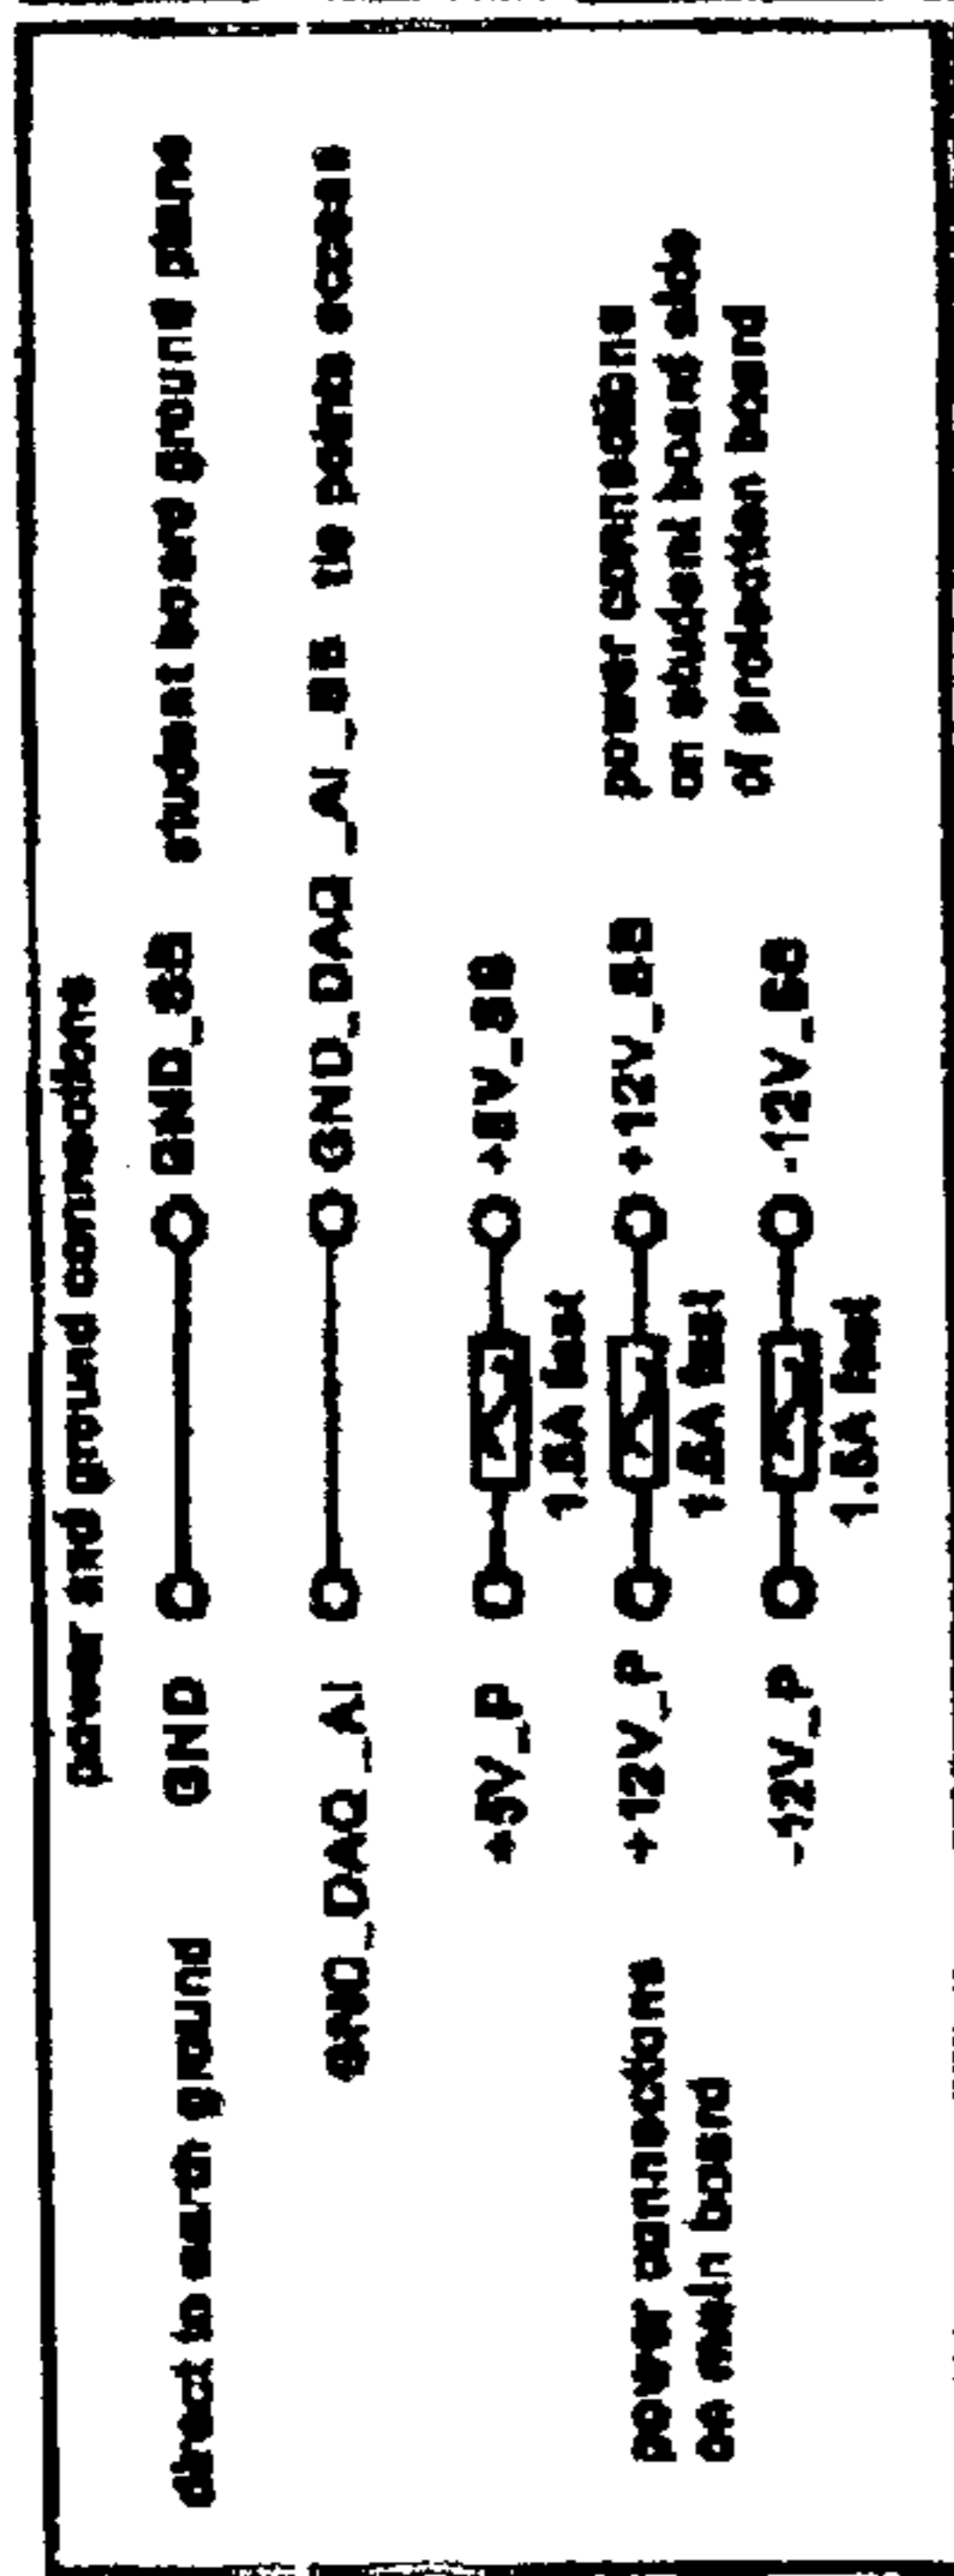 power and ground connections
direct to earth ground GND GND_SB student board ground plane
GND_DAQ_AI GND_DAQ_AI_SB tie points access
+5V_P +5V_SB
1.5A fast
power connections +12V_P +12V_SB power connections
on main board 1.5A fast on student board side
of protection board
-12V_P -12V_SB
1.5A fast